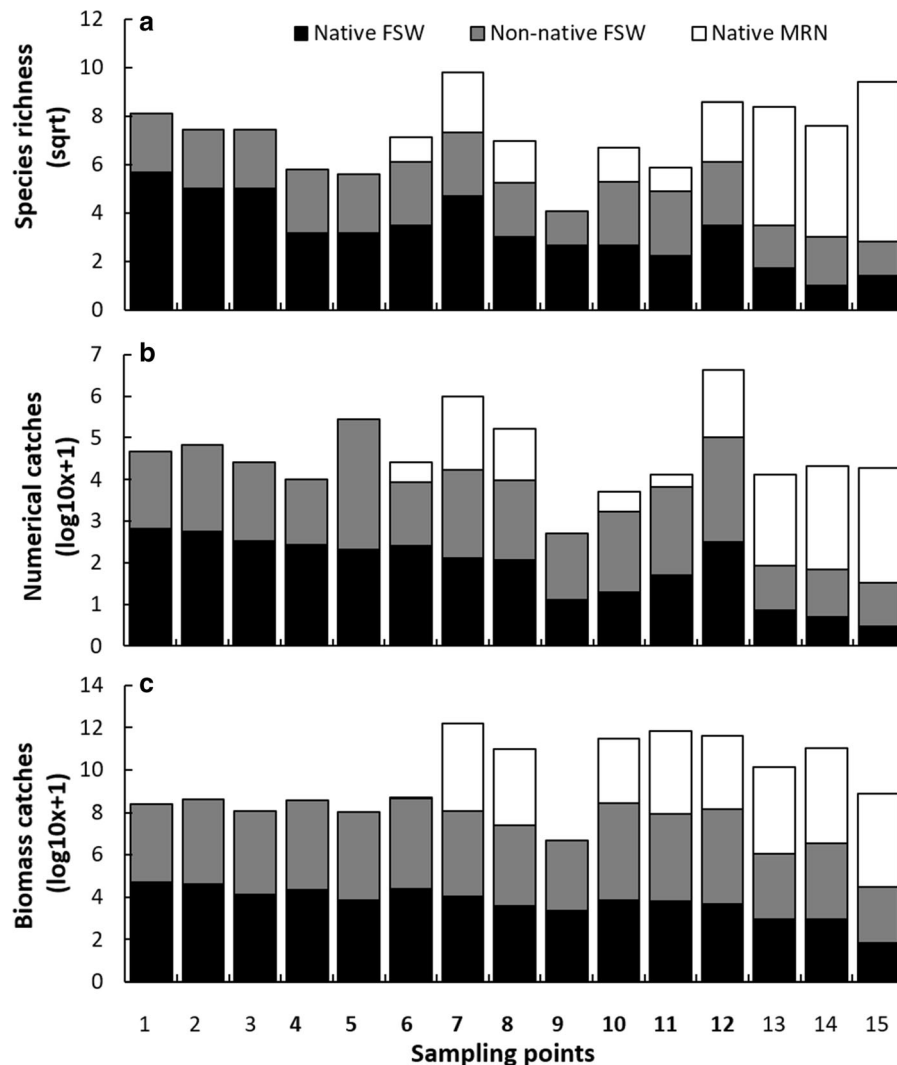 a
Native FSW Non-native FSW Native MRN
Species richness
(sqrt)
12
10
8
6
4
2
0
b
Numerical catches
(log10x+1)
7
6
5
4
3
2
1
0
c
Biomass catches
(log10x+1)
14
12
10
8
6
4
2
0
1 2 3 4 5 6 7 8 9 10 11 12 13 14 15
Sampling points